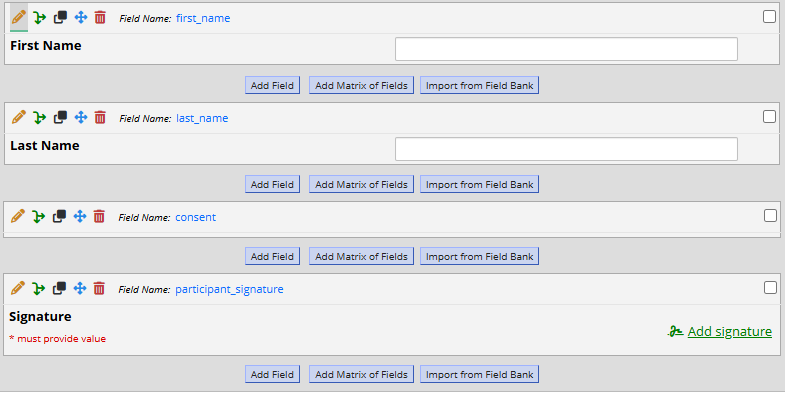 Field Name: first_name
First Name
Add Field Add Matrix of Fields Import from Field Bank
Field Name: last_name
Last Name
Add Field Add Matrix of Fields Import from Field Bank
Field Name: consent
Add Field Add Matrix of Fields Import from Field Bank
Field Name: participant_signature
Signature
* must provide value
Add signature
Add Field Add Matrix of Fields Import from Field Bank